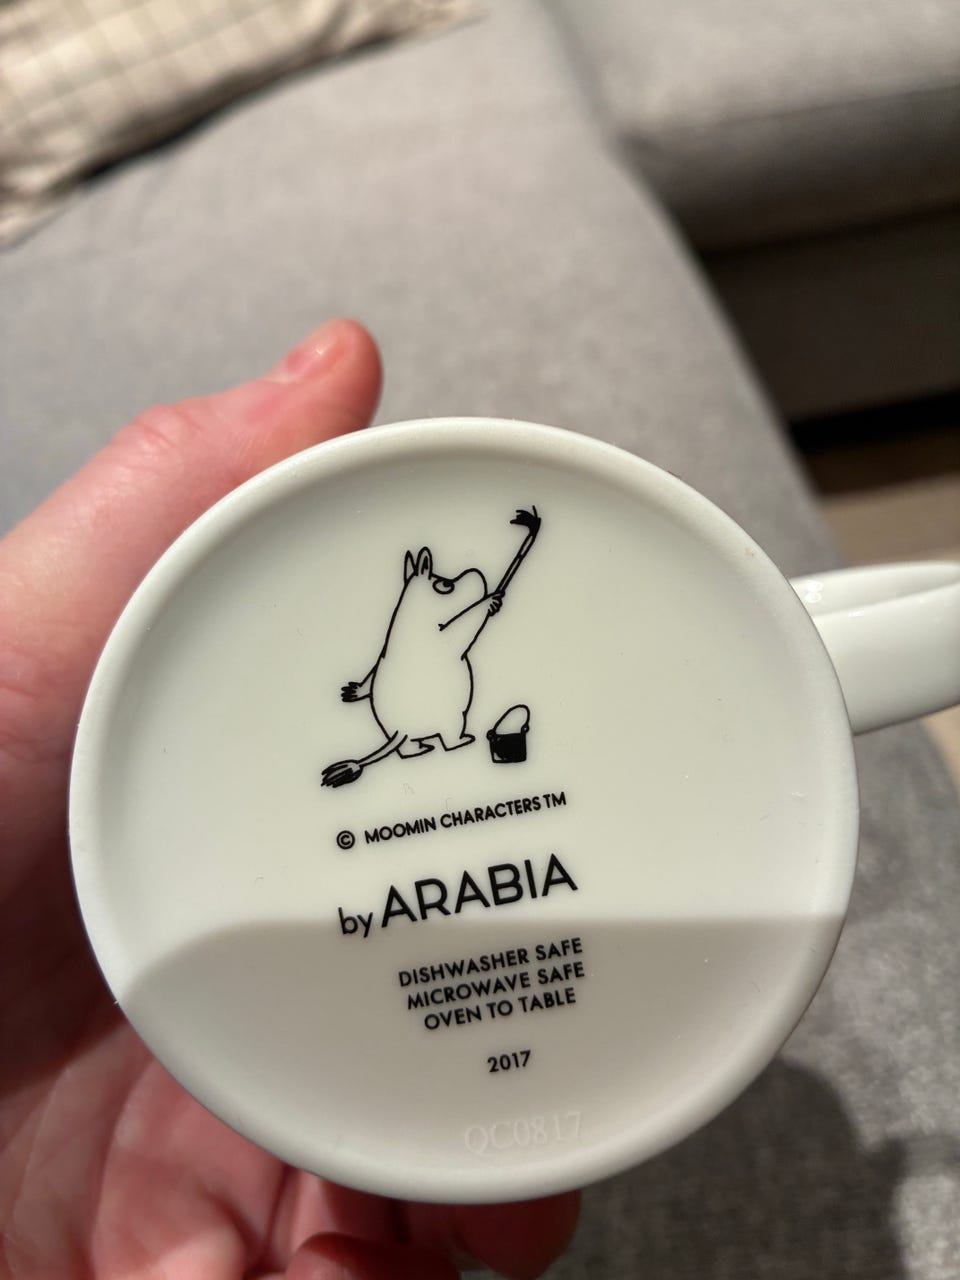 © MOOMIN CHARACTERS TM
by ARABIA
DISHWASHER SAFE
MICROWAVE SAFE
OVEN TO TABLE
2017
QC0817